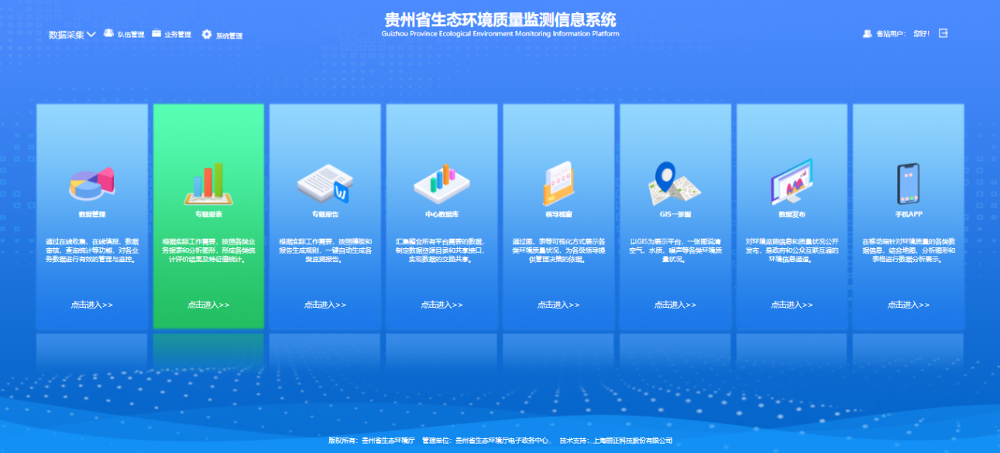 贵州省生态环境质量监测信息系统
Guizhou Province Ecological Environment Monitoring Information Platform
数据采集 队伍管理 业务管理 系统管理
省站用户： 您好！
数据管理
通过在线收集、在线填报、数据
审核、查询统计等功能，对各业
务数据进行有效的管理与监控。
点击进入>>
专题报表
根据实际工作需要，按照各类业
务报表和分析图形，形成各类统
计评价结果及特征值统计。
点击进入>>
专题报告
根据实际工作需要，按照模板和
报告生成规则，一键自动生成各
类监测报告。
点击进入>>
中心数据库
汇集整合所有平台需要的数据，
制定数据资源目录和共享接口，
实现数据的交换共享。
点击进入>>
领导视窗
通过图、表等可视化方式展示各
类环境质量状况，为各级领导提
供管理决策的依据。
点击进入>>
GIS一张图
以GIS为展示平台，一张图说清
空气、水质、噪声等各类环境质
量状况。
点击进入>>
数据发布
对环境监测信息和质量状况公开
发布，是政府和公众互联互通的
环境信息通道。
点击进入>>
手机APP
在移动端针对环境质量的各类数
据信息，结合地图、分析图形和
表格进行数据分析展示。
点击进入>>
版权所有：贵州省生态环境厅 管理单位：贵州省生态环境厅电子政务中心 技术支持：上海丽正科技股份有限公司